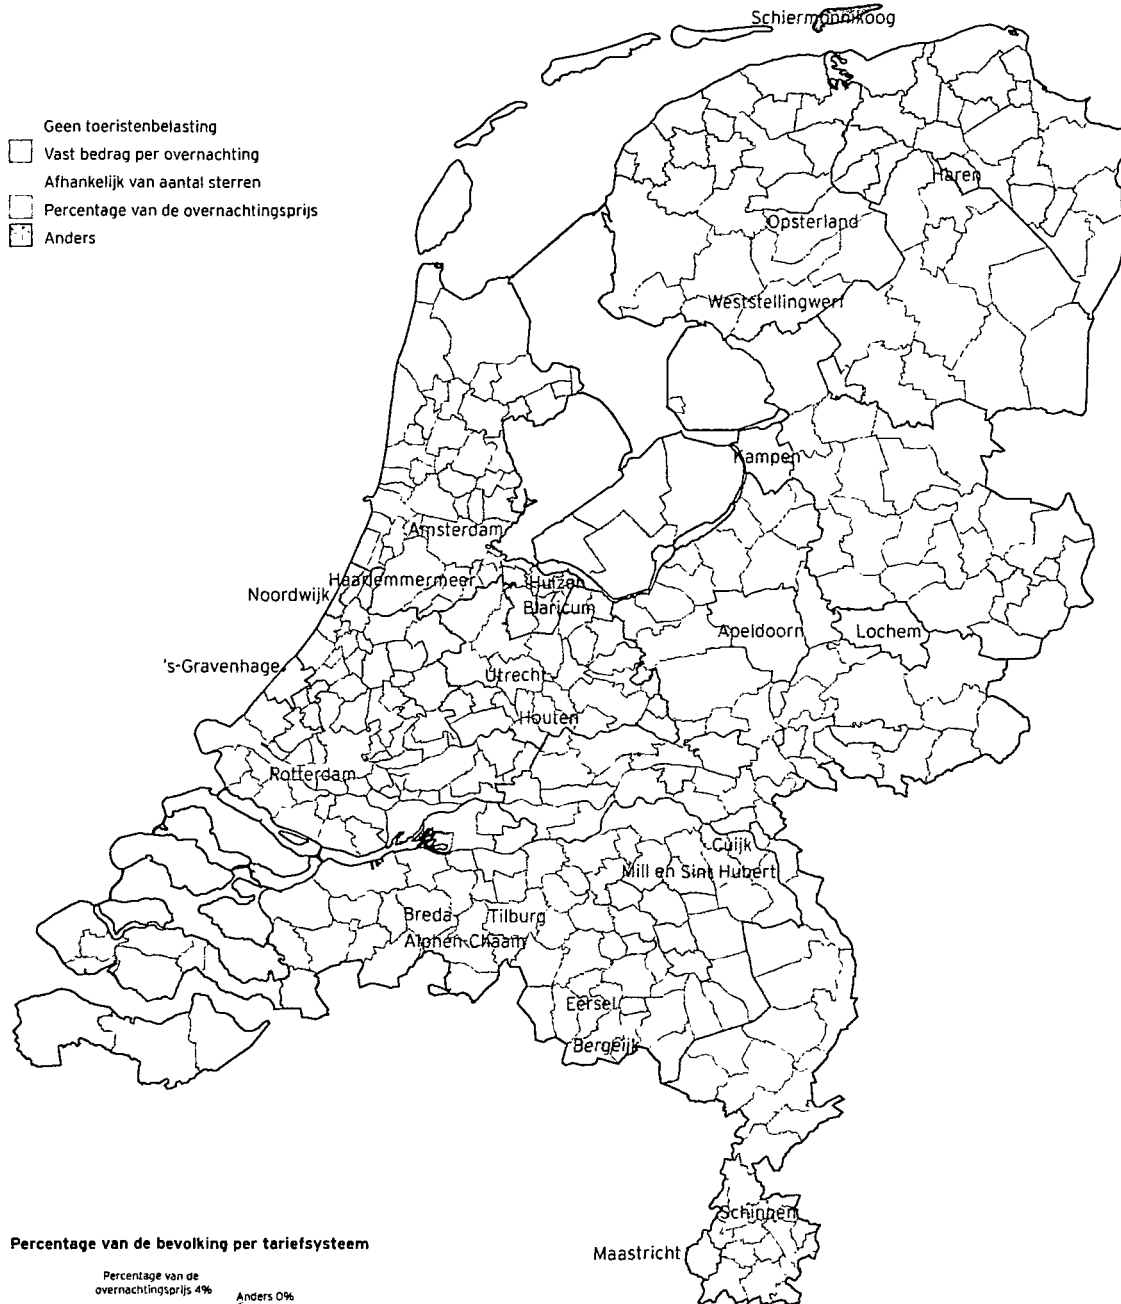 Schiermonnikoog
Geen toeristenbelasting
Vast bedrag per overnachting
Afhankelijk van aantal sterren
Percentage van de overnachtingsprijs
Anders
Haren
Opsterland
Weststellingwerf
Kampen
Amsterdam
Haarlemmermeer
Huizen
Noordwijk
Blaricum
Apeldoorn
Lochem
's-Gravenhage
Utrecht
Houten
Rotterdam
Cuijk
Mill en Sint Hubert
Breda
Tilburg
Alphen-Chaam
Eersel
Bergeijk
Schinnen
Maastricht
Percentage van de bevolking per tariefsysteem
Percentage van de
overnachtingsprijs 4%
Anders 0%